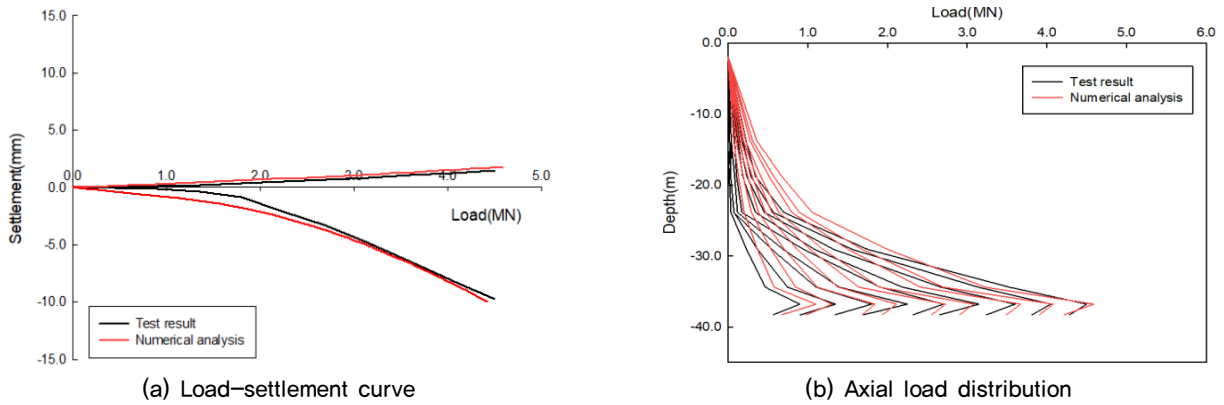 15.0
10.0
5.0
0.0
-5.0
-10.0
-15.0
Settlement(mm)
1.0
2.0
3.0
4.0
5.0
Load(MN)
Test result
Numerical analysis
(a) Load-settlement curve
Load(MN)
0.0 1.0 2.0 3.0 4.0 5.0 6.0
0.0
-10.0
-20.0
-30.0
-40.0
Depth(m)
Test result
Numerical analysis
(b) Axial load distribution